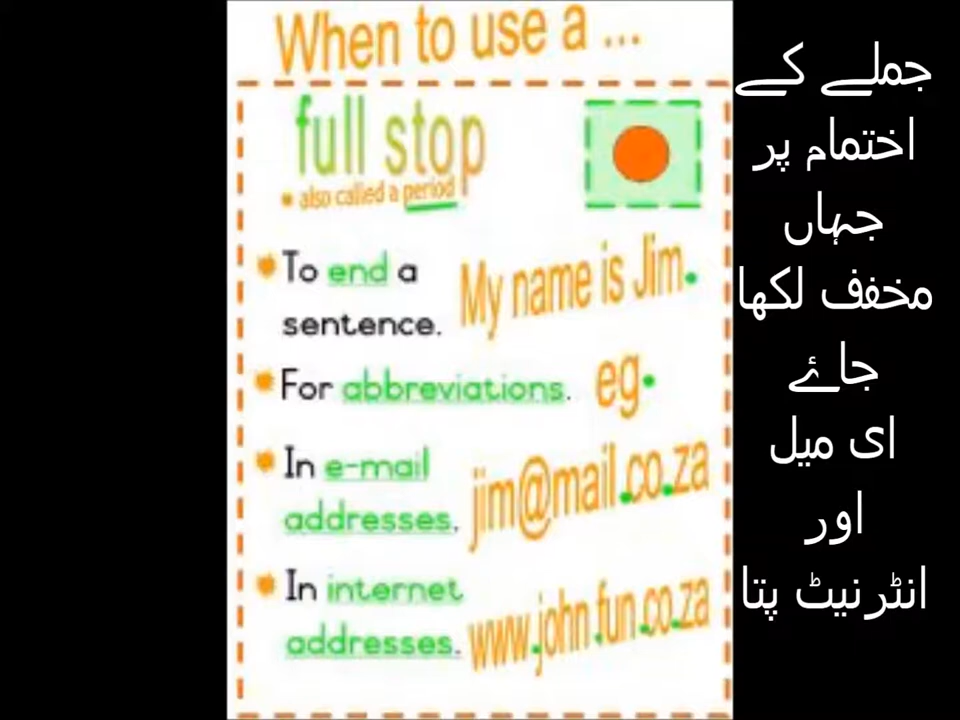 When to use a ...
full stop
also called a period
To end a
sentence.
My name is Jim.
For abbreviations.
eg.
In e-mail
addresses.
jim@mail.co.za
In internet
addresses.
www.john.fun.co.za
جملے کے
اختمام پر
جہاں
مخفف لکھا
جاۓ
ای میل
اور
انٹرنیٹ پتا